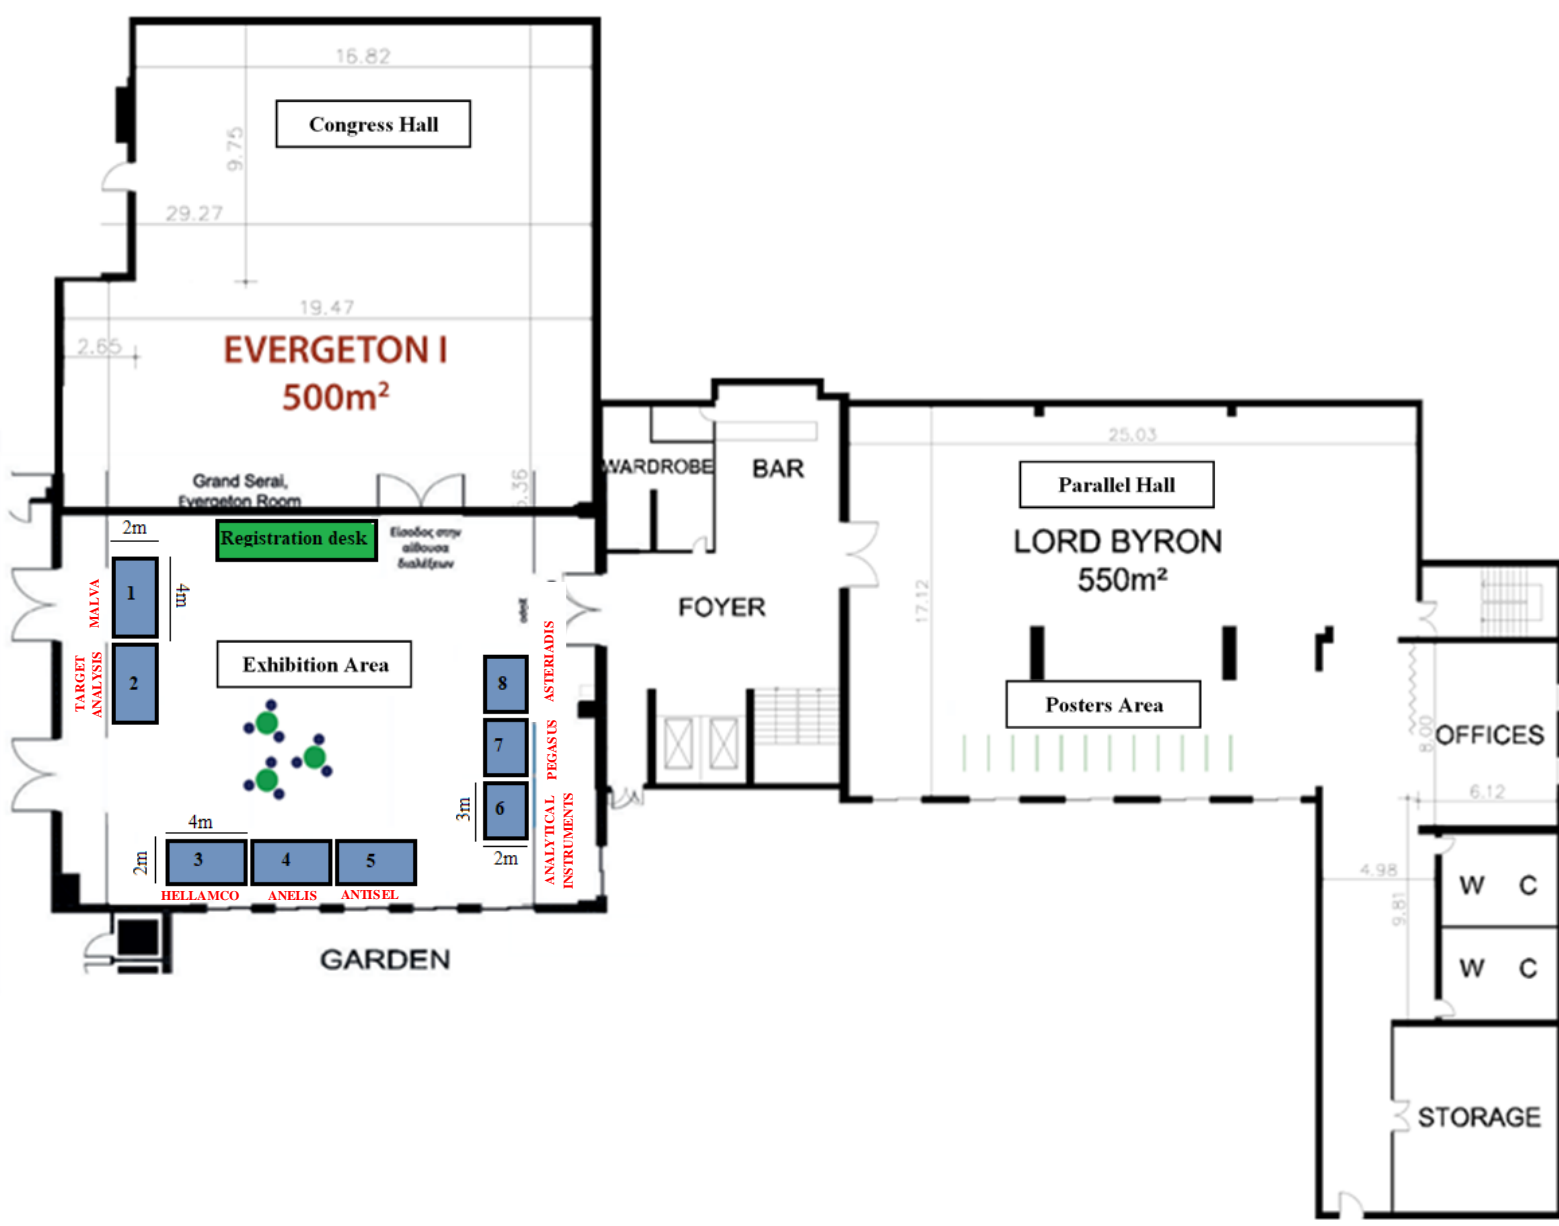 16.82
Congress Hall
9.75
29.27
19.47
2.65
EVERGETON I
500m²
Grand Serai,
Evergeton Room
5.36
WARDROBE
BAR
25.03
Parallel Hall
LORD BYRON
550m²
17.12
2m
Registration desk
Είσοδος στην
αίθουσα
διαλέξεων
MALVA
1
4m
FOYER
TARGET
ANALYSIS
2
Exhibition Area
8
ASTERIADIS
Posters Area
7
PEGASUS
8.00
OFFICES
6.12
3m
6
ANALYTICAL
INSTRUMENTS
2m
4m
2m
3
4
5
HELLAMCO
ANELIS
ANTISEL
4.98
9.81
W C
W C
GARDEN
STORAGE